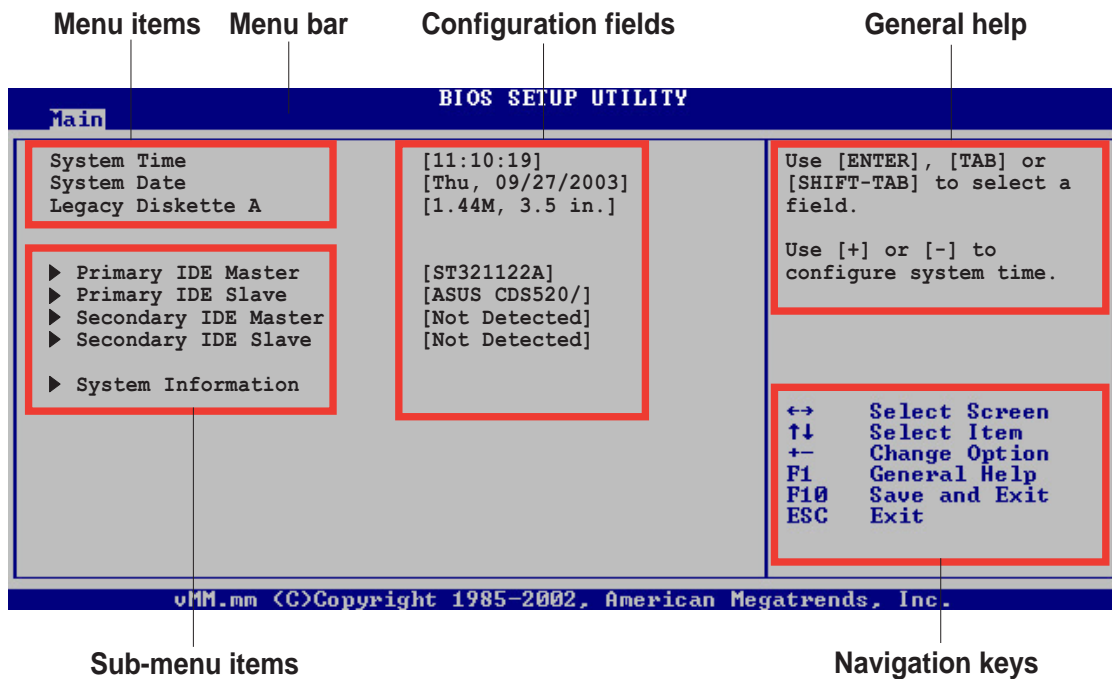 Menu items Menu bar Configuration fields General help
BIOS SETUP UTILITY
Main
System Time [11:10:19]
System Date [Thu, 09/27/2003]
Legacy Diskette A [1.44M, 3.5 in.]
▶ Primary IDE Master [ST321122A]
▶ Primary IDE Slave [ASUS CDS520/]
▶ Secondary IDE Master [Not Detected]
▶ Secondary IDE Slave [Not Detected]
▶ System Information
Use [ENTER], [TAB] or
[SHIFT-TAB] to select a
field.
Use [+] or [-] to
configure system time.
←→ Select Screen
↑↓ Select Item
+- Change Option
F1 General Help
F10 Save and Exit
ESC Exit
vMM.mm (C)Copyright 1985-2002, American Megatrends, Inc.
Sub-menu items Navigation keys